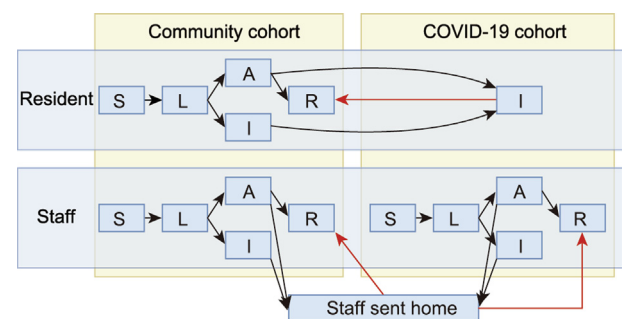 Community cohort
COVID-19 cohort
Resident
S
L
A
I
R
I
Staff
S
L
A
I
R
S
L
A
I
R
Staff sent home